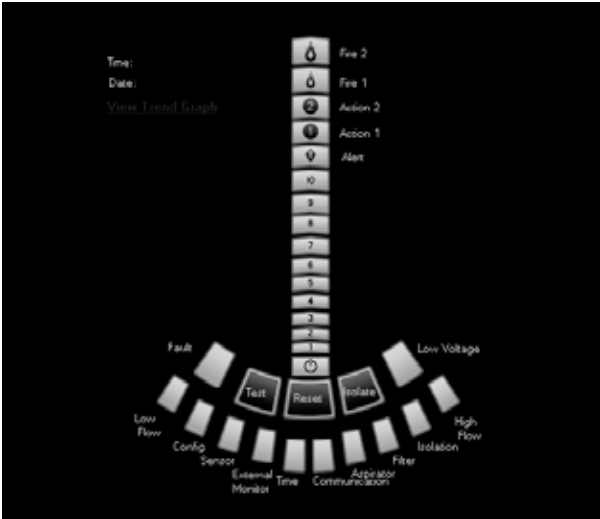 Fire 2
Time:
Fire 1
Date:
View Trend Graph
2
Action 2
1
Action 1
Alert
10
9
8
7
6
5
4
3
2
1
Fault
Low Voltage
Test
Reset
Isolate
Low
Flow
High
Flow
Config
Isolation
Sensor
Filter
External
Monitor
Aspirator
Time
Communication